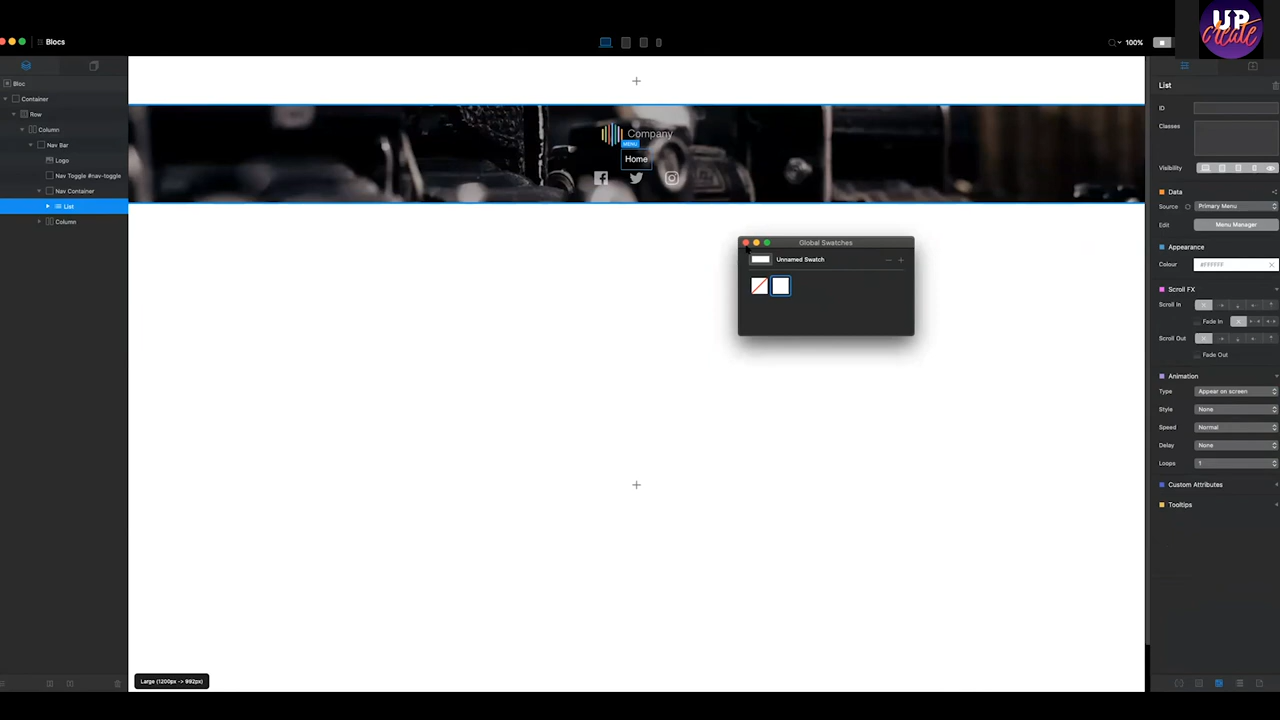 UP
create
Blocs
100%
Bloc
Container
Row
Column
Nav Bar
Logo
Nav Toggle #nav-toggle
Nav Container
List
Column
Company
MENU
Home
Global Swatches
Unnamed Swatch
List
ID
Classes
Visibility
Data
Source Primary Menu
Edit Menu Manager
Appearance
Colour #FFFFFF
Scroll FX
Scroll In
Fade In
Scroll Out
Fade Out
Animation
Type Appear on screen
Style None
Speed Normal
Delay None
Loops 1
Custom Attributes
Tooltips
Large (1200px -> 992px)